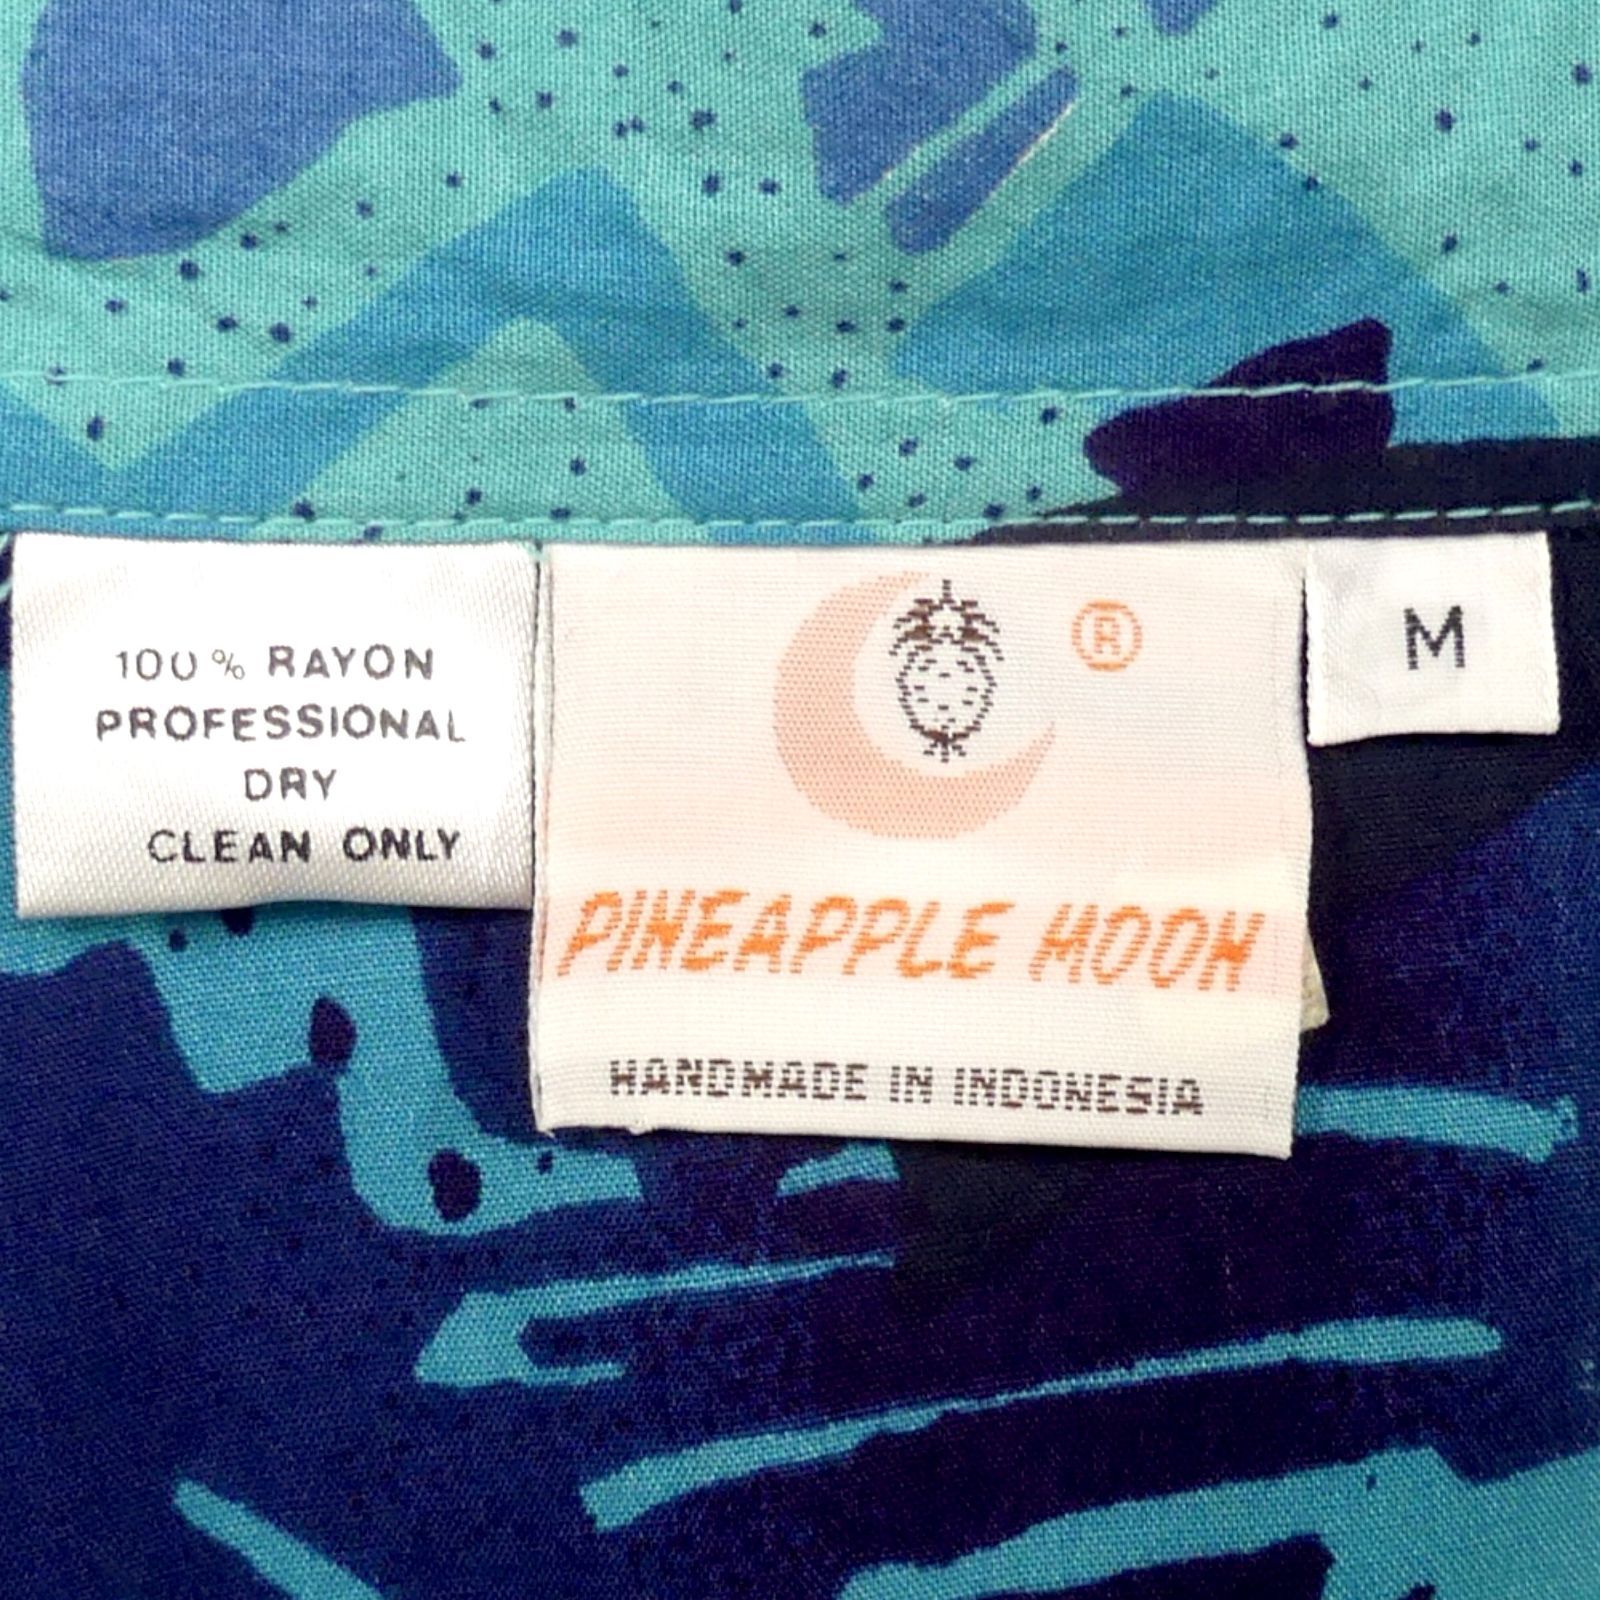 100% RAYON
PROFESSIONAL
DRY
CLEAN ONLY
®
PINEAPPLE MOON
HANDMADE IN INDONESIA
M